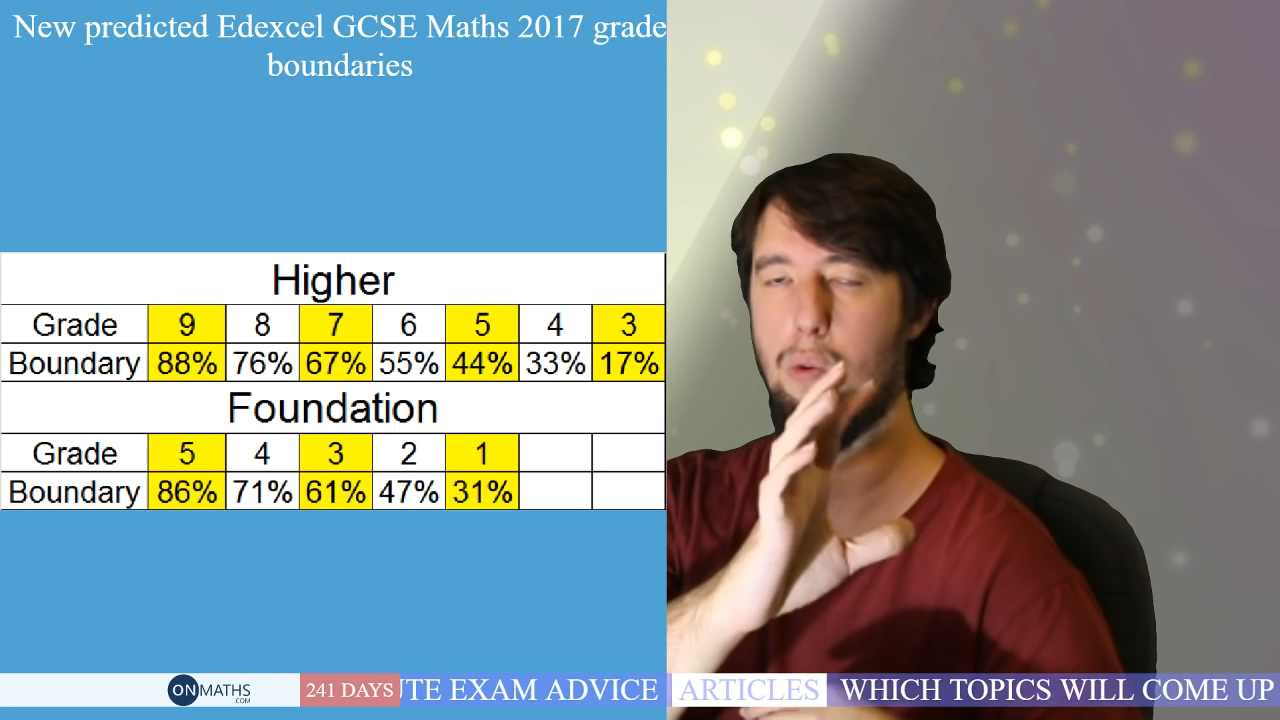 New predicted Edexcel GCSE Maths 2017 grade
boundaries
Higher
Grade 9 8 7 6 5 4 3
Boundary 88% 76% 67% 55% 44% 33% 17%
Foundation
Grade 5 4 3 2 1
Boundary 86% 71% 61% 47% 31%
ONMATHS
.COM
241 DAYS
TE EXAM ADVICE
ARTICLES
WHICH TOPICS WILL COME UP